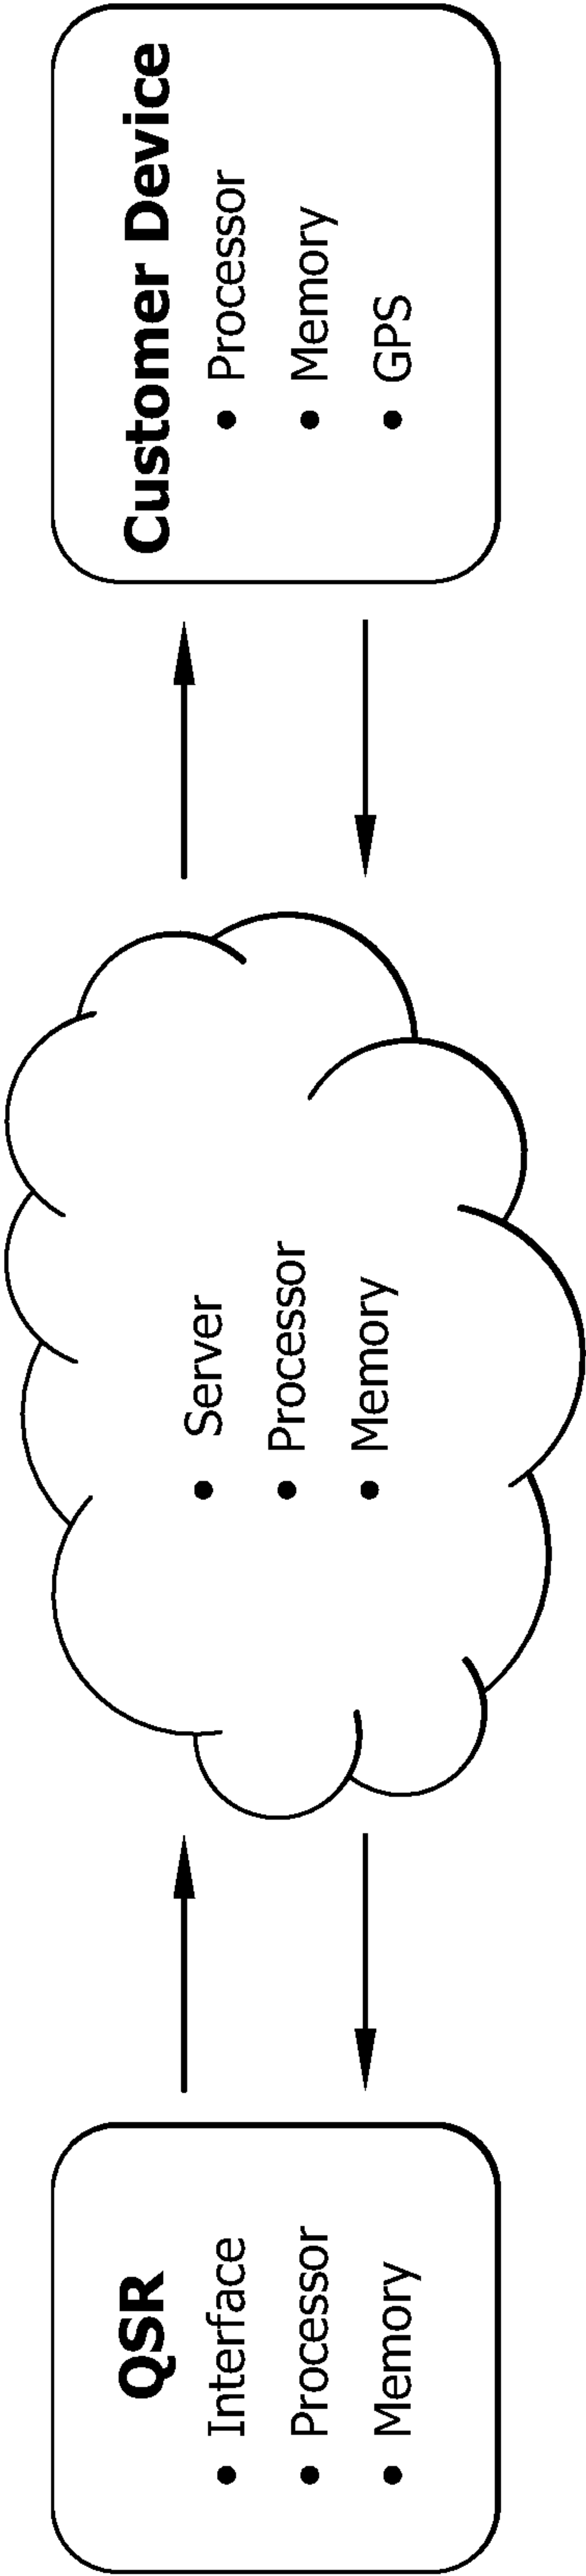 QSR
• Interface
• Processor
• Memory
• Server
• Processor
• Memory
Customer Device
• Processor
• Memory
• GPS